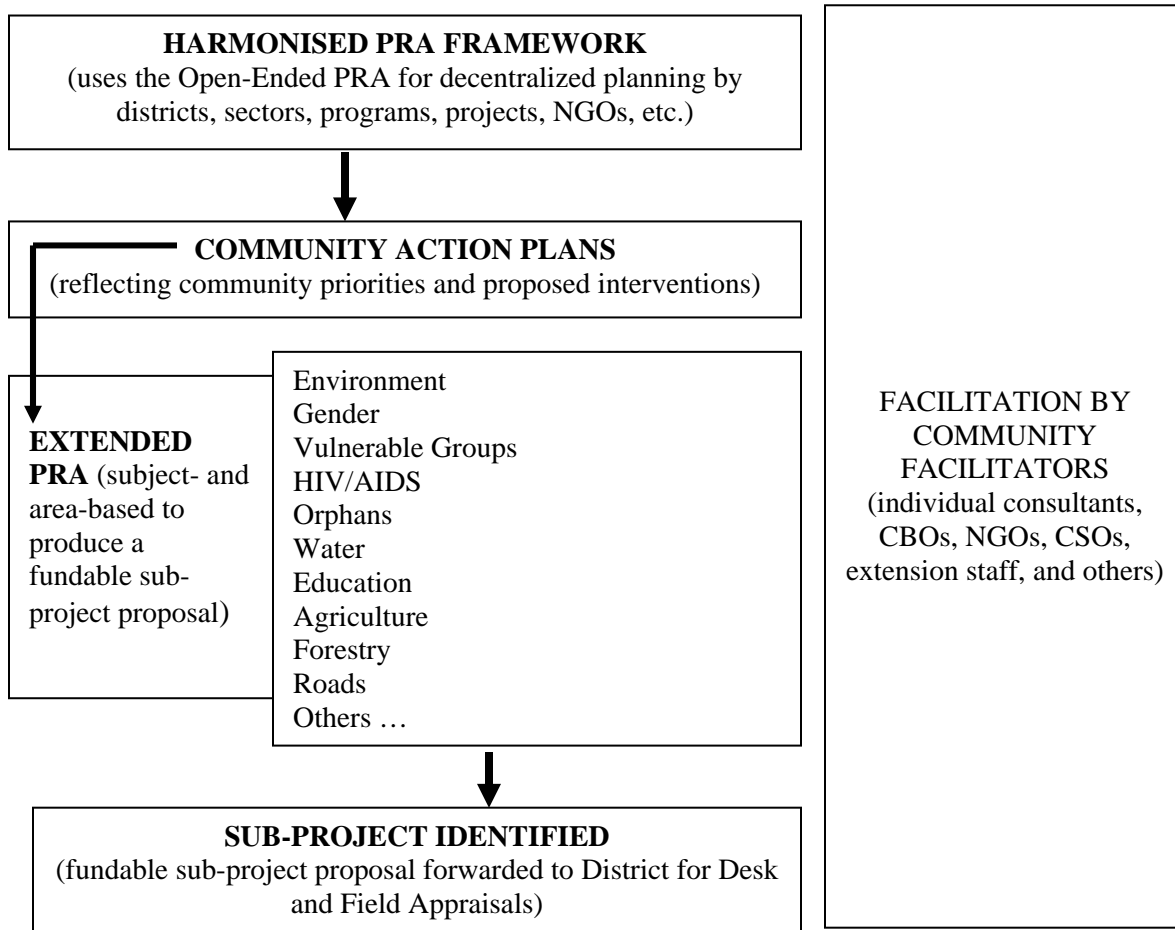 HARMONISED PRA FRAMEWORK
(uses the Open-Ended PRA for decentralized planning by
districts, sectors, programs, projects, NGOs, etc.)
COMMUNITY ACTION PLANS
(reflecting community priorities and proposed interventions)
EXTENDED
PRA (subject- and
area-based to
produce a
fundable sub-
project proposal)
Environment
Gender
Vulnerable Groups
HIV/AIDS
Orphans
Water
Education
Agriculture
Forestry
Roads
Others …
SUB-PROJECT IDENTIFIED
(fundable sub-project proposal forwarded to District for Desk
and Field Appraisals)
FACILITATION BY
COMMUNITY
FACILITATORS
(individual consultants,
CBOs, NGOs, CSOs,
extension staff, and others)